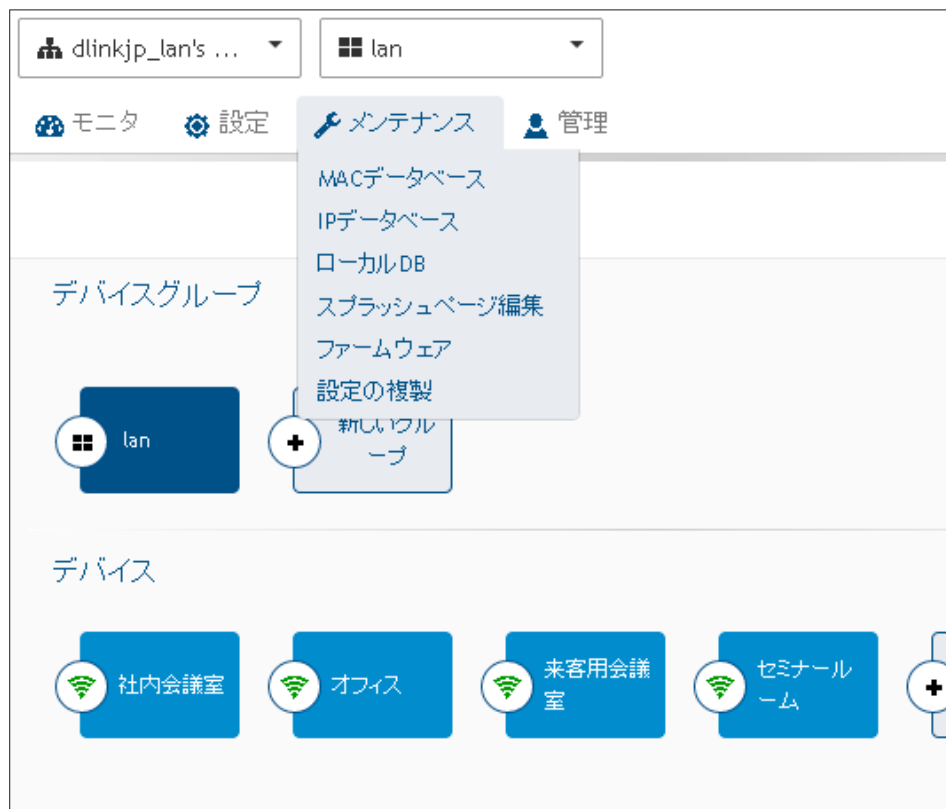 dlinkjp_lan's ... lan
モニタ 設定 メンテナンス 管理
MACデータベース
IPデータベース
ローカルDB
スプラッシュページ編集
ファームウェア
設定の複製
デバイスグループ
lan
新しいグル
ープ
デバイス
社内会議室
オフィス
来客用会議
室
セミナール
ーム